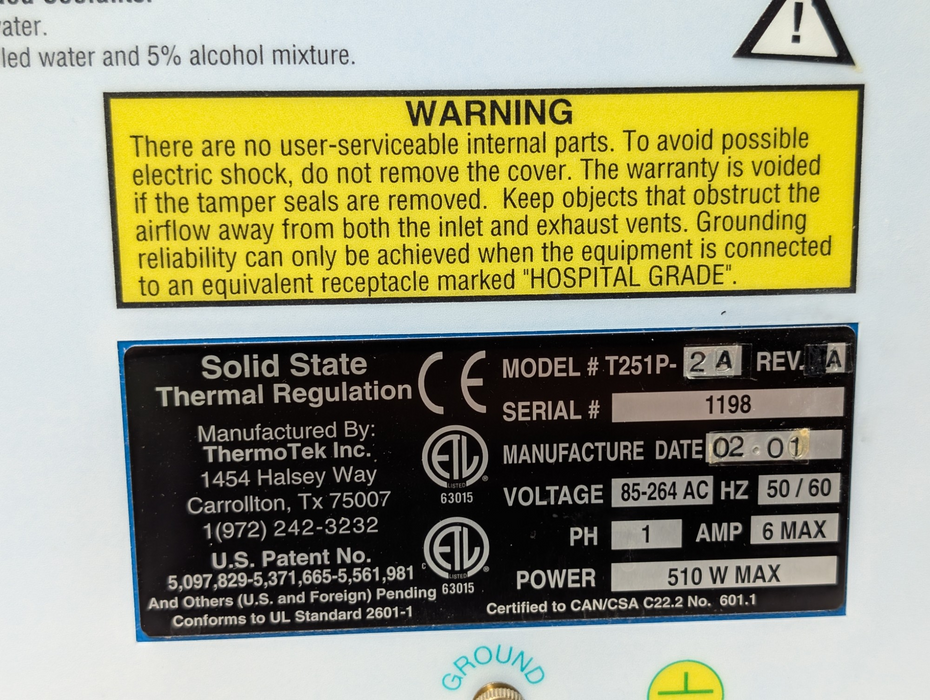 water.
led water and 5% alcohol mixture.
!
WARNING
There are no user-serviceable internal parts. To avoid possible
electric shock, do not remove the cover. The warranty is voided
if the tamper seals are removed. Keep objects that obstruct the
airflow away from both the inlet and exhaust vents. Grounding
reliability can only be achieved when the equipment is connected
to an equivalent receptacle marked "HOSPITAL GRADE".
Solid State
Thermal Regulation
Manufactured By:
ThermoTek Inc.
1454 Halsey Way
Carrollton, Tx 75007
1(972) 242-3232
U.S. Patent No.
5,097,829-5,371,665-5,561,981
And Others (U.S. and Foreign) Pending
Conforms to UL Standard 2601-1
CE
ETL
LISTED
63015
c ETL
LISTED
63015
MODEL # T251P- 2 A REV. A
SERIAL # 1198
MANUFACTURE DATE 02 . 01
VOLTAGE 85-264 AC HZ 50 / 60
PH 1 AMP 6 MAX
POWER 510 W MAX
Certified to CAN/CSA C22.2 No. 601.1
GROUND